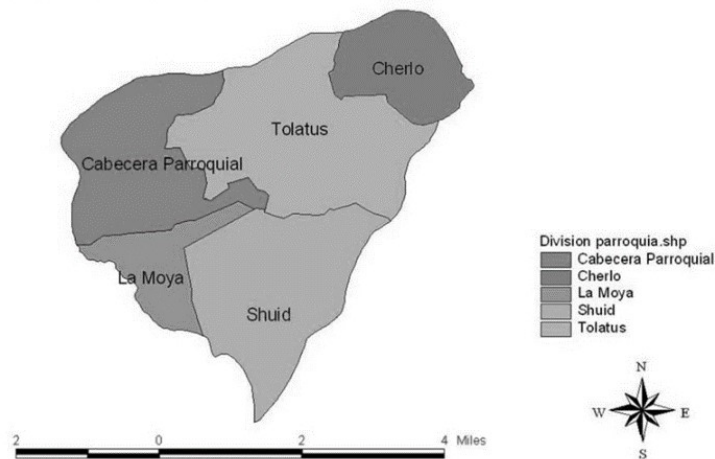 Cherlo
Tolatus
Cabecera Parroquial
La Moya
Shuid
Division parroquia.shp
Cabecera Parroquial
Cherlo
La Moya
Shuid
Tolatus
N
W E
S
2 0 2 4 Miles